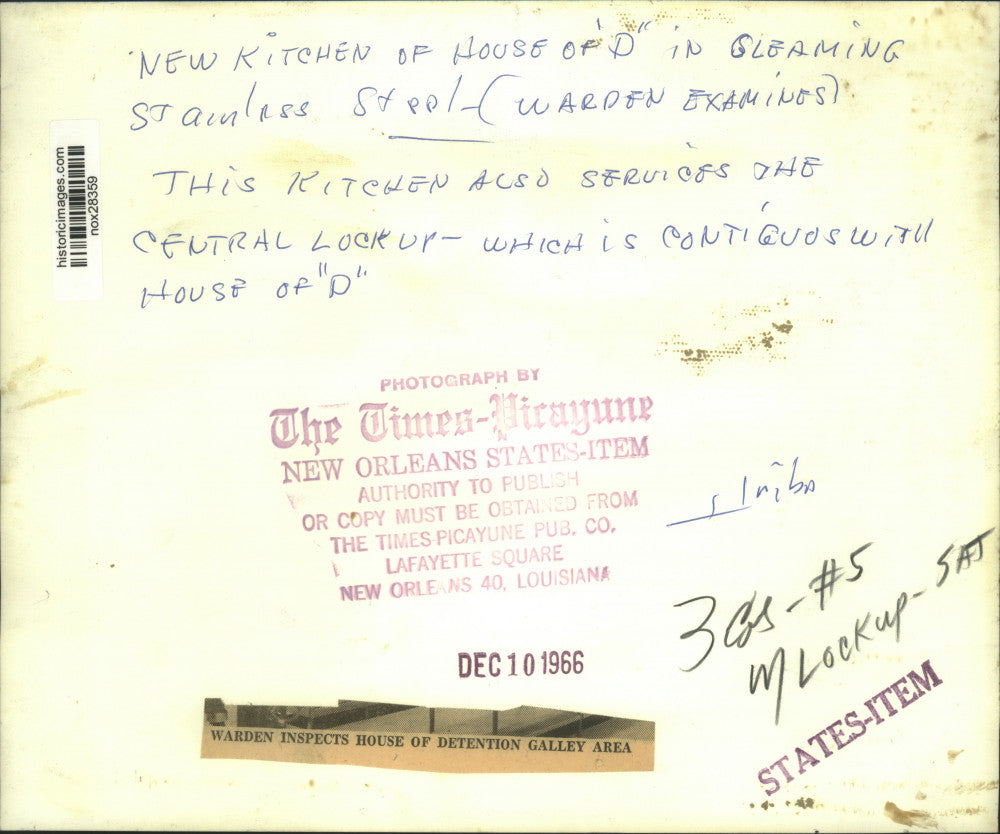 NEW KITCHEN OF HOUSE OF "D" IN GLEAMING
STAINLESS STEEL - (WARDEN EXAMINES)
THIS KITCHEN ALSO SERVICES THE
CENTRAL LOCKUP - WHICH IS CONTIGUOS WITH
HOUSE OF "D"
historicimages.com
nox28359
PHOTOGRAPH BY
The Times-Picayune
NEW ORLEANS STATES-ITEM
AUTHORITY TO PUBLISH
OR COPY MUST BE OBTAINED FROM
THE TIMES-PICAYUNE PUB. CO.
LAFAYETTE SQUARE
NEW ORLEANS 40, LOUISIANA
3 - #5
LOCKUP - SAT
DEC 10 1966
STATES-ITEM
WARDEN INSPECTS HOUSE OF DETENTION GALLEY AREA